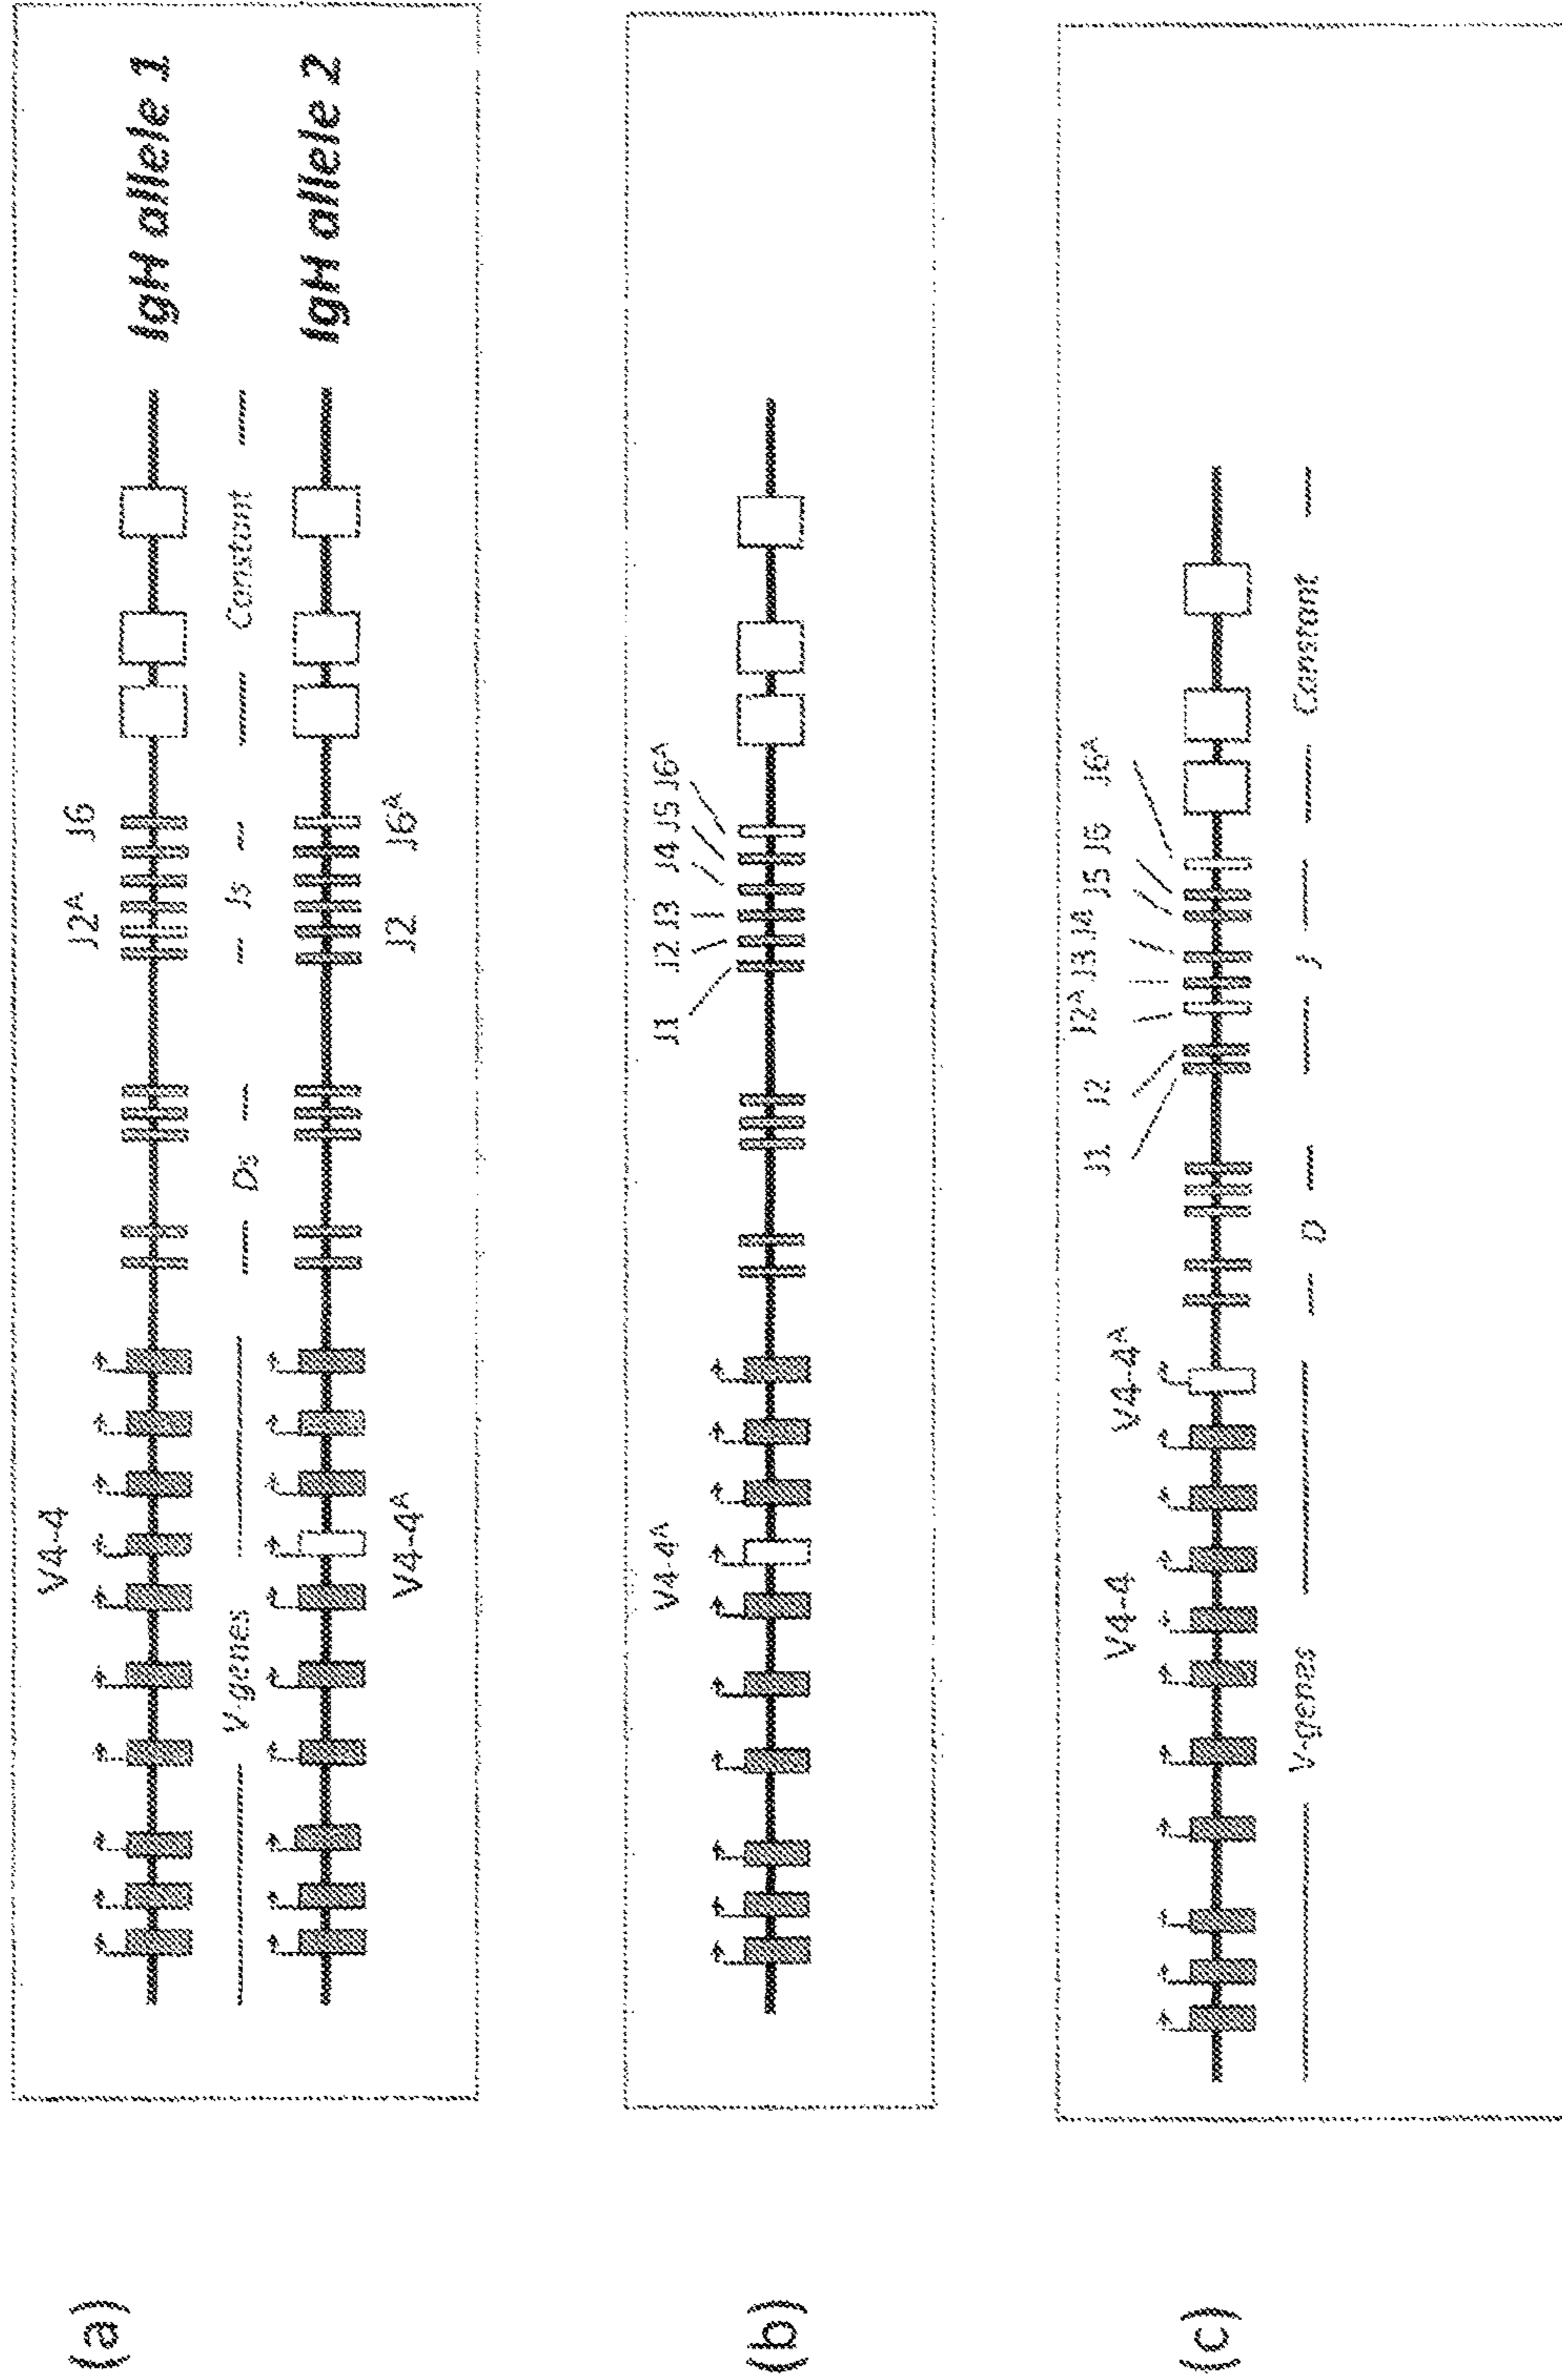 (a)
V4-4 J2ᴬ J6
IgH allele 1
V-genes Ds Js Constant
IgH allele 2
V4-4ᴬ J2 J6ᴬ
(b)
V4-4ᴬ J1 J2 J3 J4 J5 J6ᴬ
(c)
V4-4 V4-4ᴬ J1 J2 J2ᴬ J3 J4 J5 J6 J6ᴬ
V-genes D J Constant